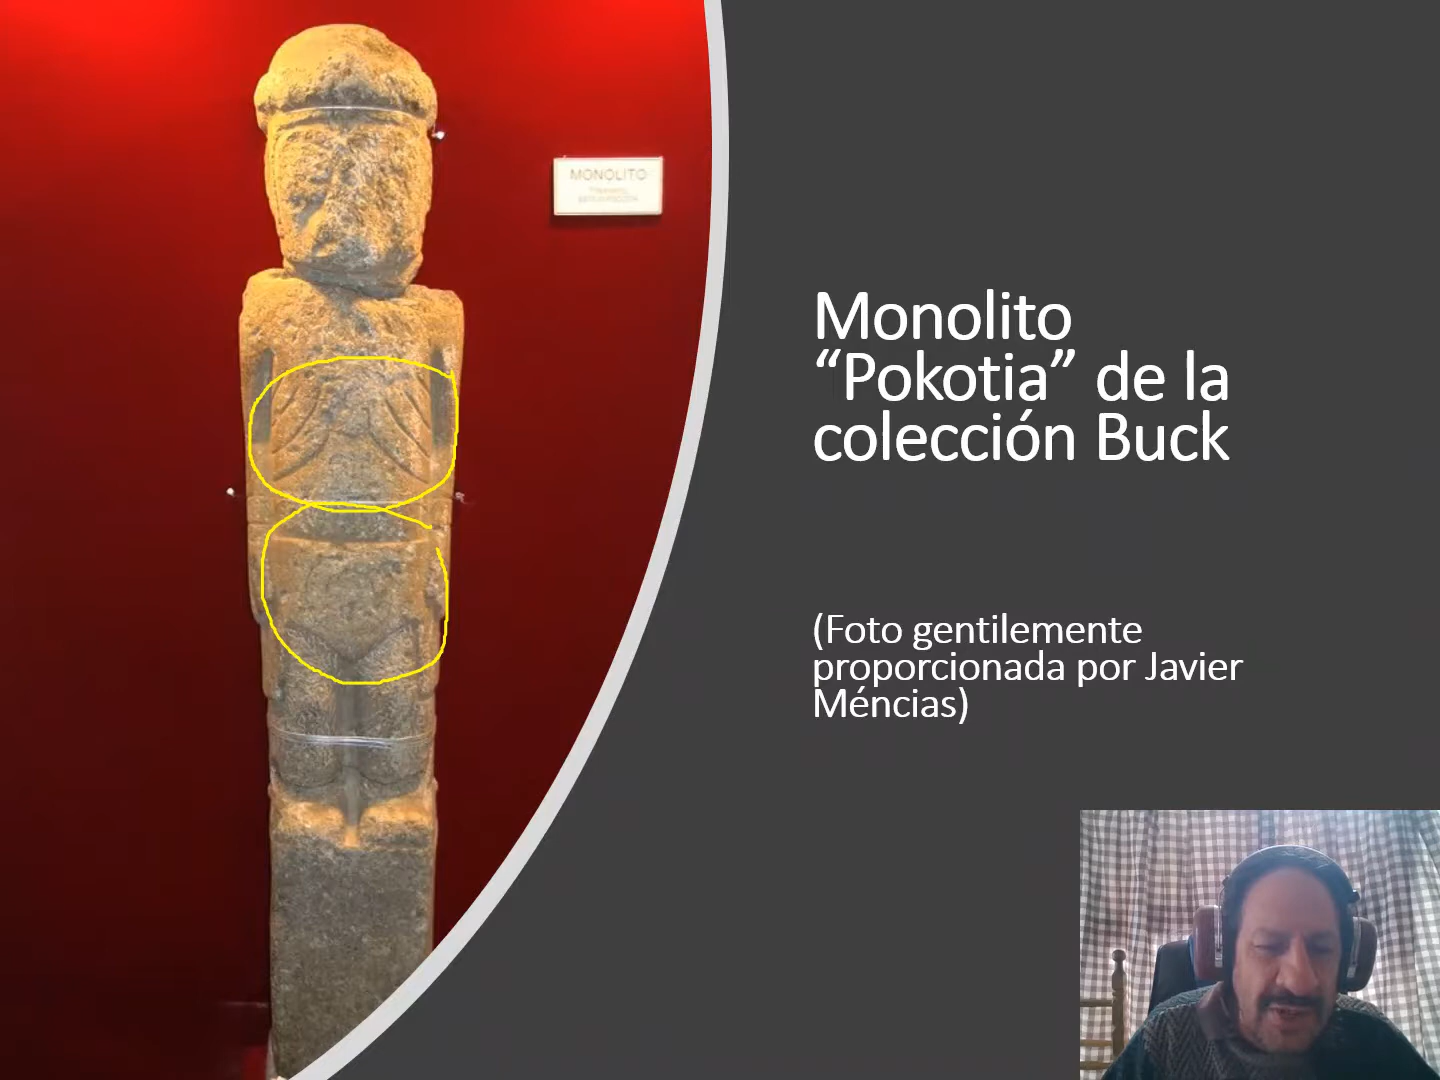 MONOLITO
Monolito
“Pokotia” de la
colección Buck
(Foto gentilemente
proporcionada por Javier
Méncias)